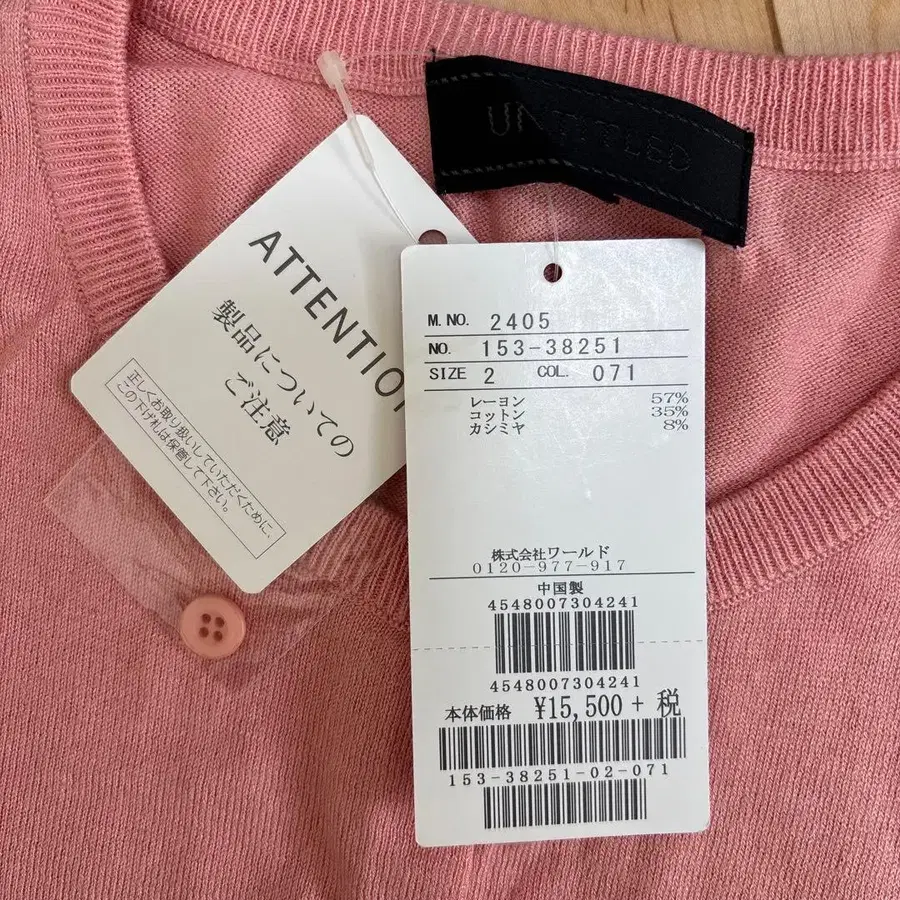 UNTITLED
ATTENTIO
製品についての
ご注意
正しくお取り扱いしていただくために、
この下げ札は保管して下さい。
M. NO. 2405
NO. 153-38251
SIZE 2 COL. 071
レーヨン 57%
コットン 35%
カシミヤ 8%
株式会社ワールド
0120-977-917
中国製
4548007304241
4548007304241
本体価格 ¥15,500 + 税
153-38251-02-071